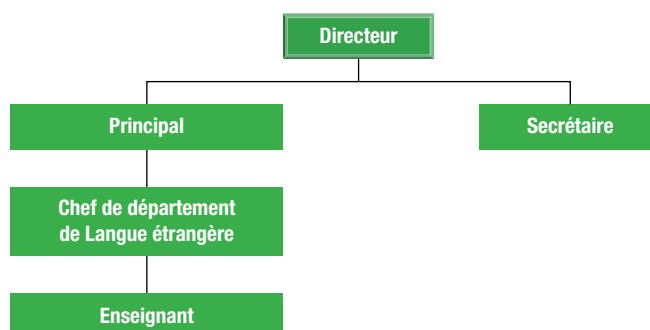 Directeur
Principal
Secrétaire
Chef de département
de Langue étrangère
Enseignant